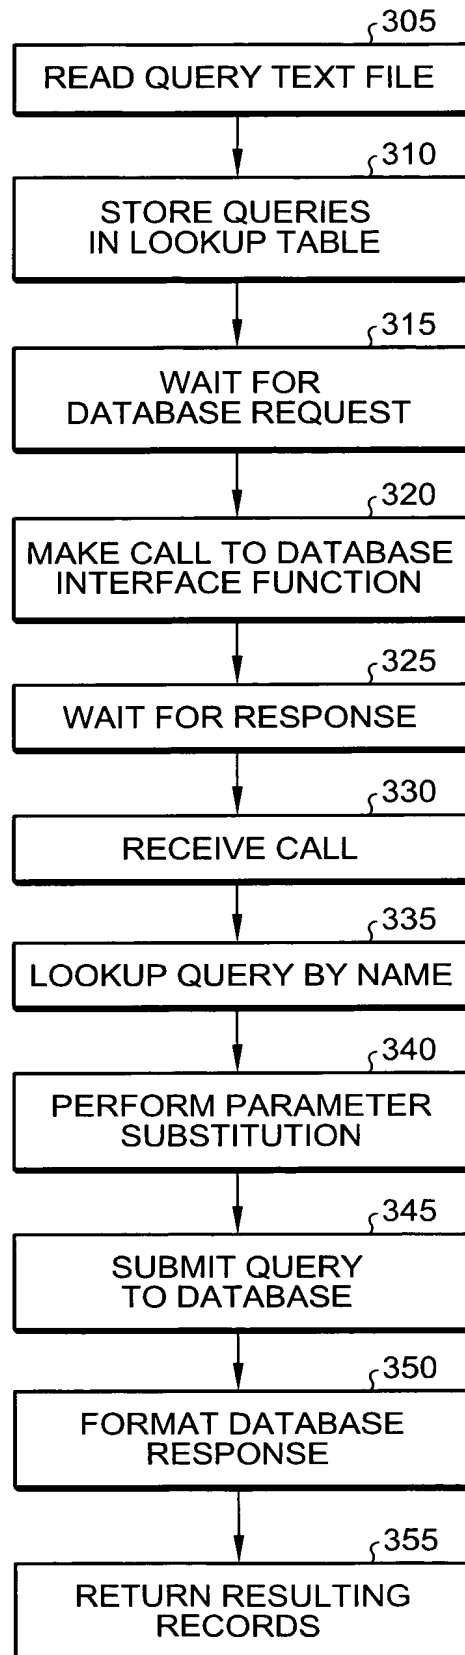 305
READ QUERY TEXT FILE
310
STORE QUERIES
IN LOOKUP TABLE
315
WAIT FOR
DATABASE REQUEST
320
MAKE CALL TO DATABASE
INTERFACE FUNCTION
325
WAIT FOR RESPONSE
330
RECEIVE CALL
335
LOOKUP QUERY BY NAME
340
PERFORM PARAMETER
SUBSTITUTION
345
SUBMIT QUERY
TO DATABASE
350
FORMAT DATABASE
RESPONSE
355
RETURN RESULTING
RECORDS